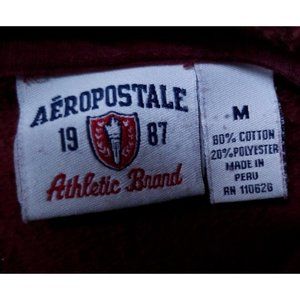 AÉROPOSTALE
19 87
Athletic Brand
M
80% COTTON
20% POLYESTER
MADE IN
PERU
RN 110626